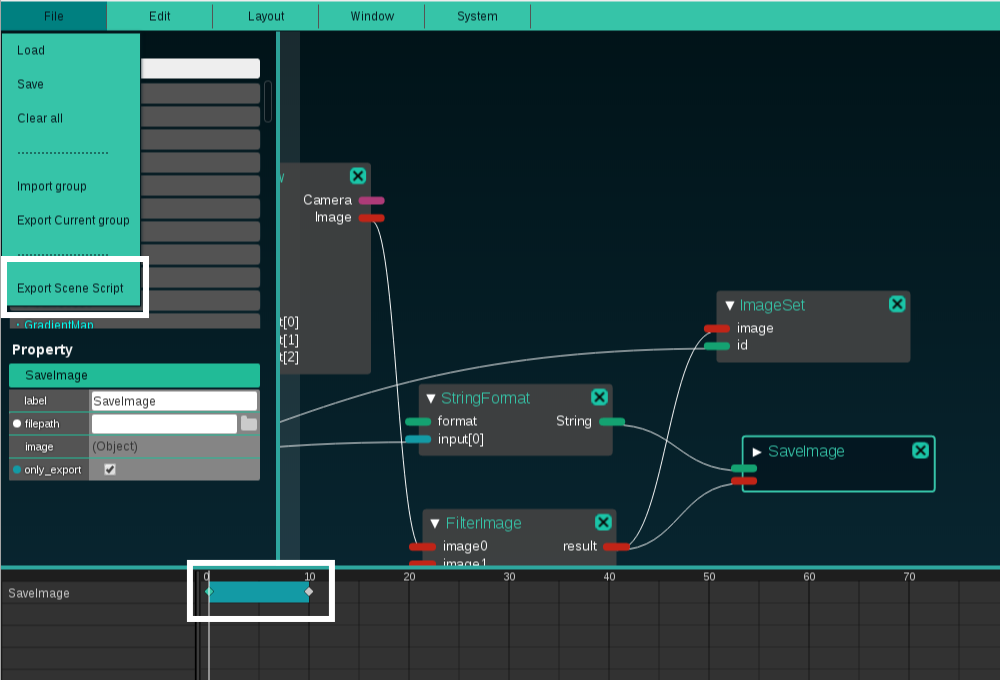 File Edit Layout Window System
Load
Save
Clear all
Import group
Export Current group
Export Scene Script
GradientMap
Property
SaveImage
label SaveImage
filepath
image (Object)
only_export
Camera
Image
t[0]
t[1]
t[2]
ImageSet
image
id
StringFormat
format String
input[0]
SaveImage
FilterImage
image0 result
image1
0 10 20 30 40 50 60 70
SaveImage